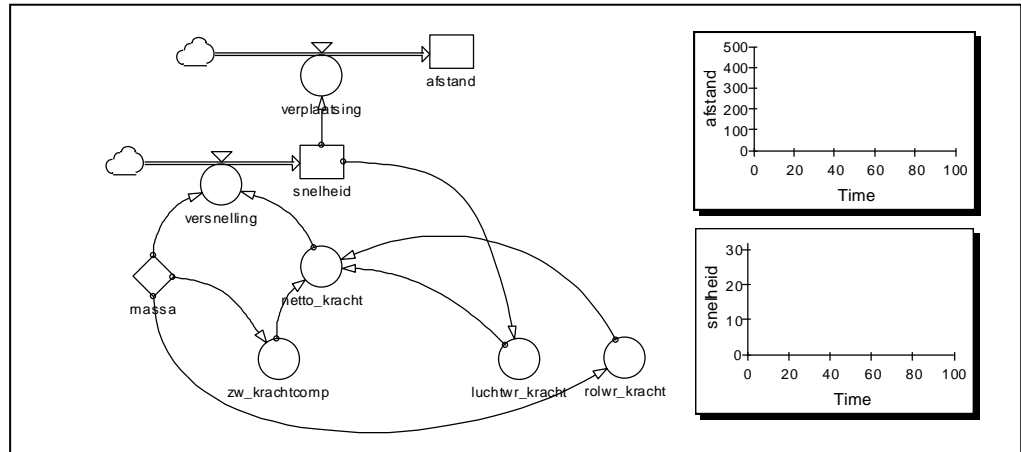 afstand
verplaatsing
snelheid
versnelling
massa
netto_kracht
zw_krachtcomp
luchtwr_kracht
rolwr_kracht
500
400
300
200
100
0
afstand
0 20 40 60 80 100
Time
30
20
10
0
snelheid
0 20 40 60 80 100
Time